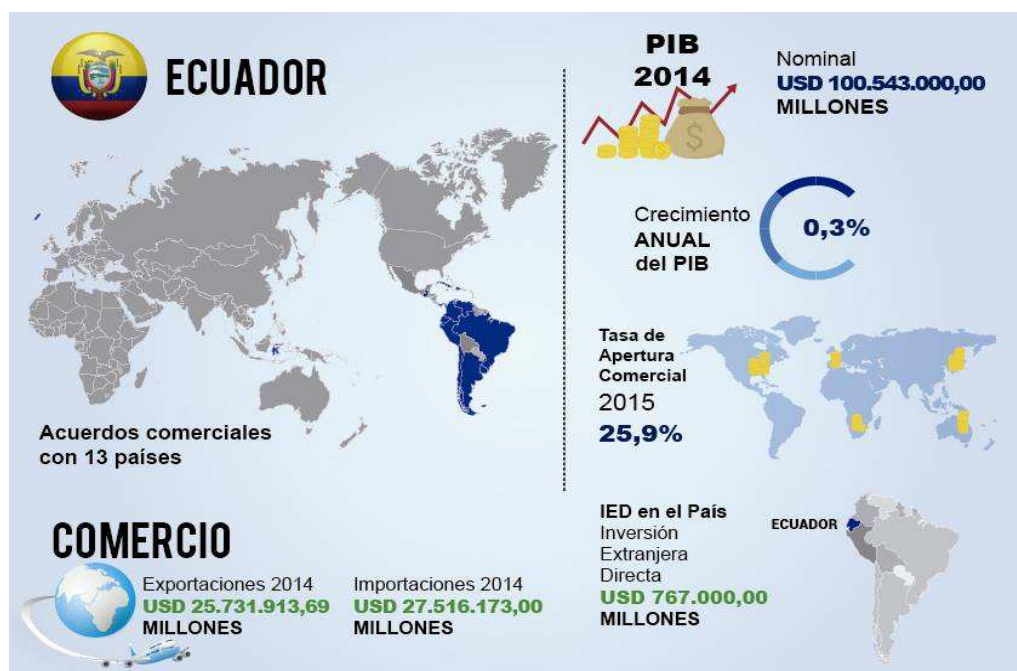 ECUADOR
Acuerdos comerciales
con 13 países
PIB
2014
Nominal
USD 100.543.000,00
MILLONES
Crecimiento
ANUAL
del PIB
0,3%
Tasa de
Apertura
Comercial
2015
25,9%
IED en el País
Inversión
Extranjera
Directa
USD 767.000,00
MILLONES
ECUADOR
COMERCIO
Exportaciones 2014
USD 25.731.913,69
MILLONES
Importaciones 2014
USD 27.516.173,00
MILLONES